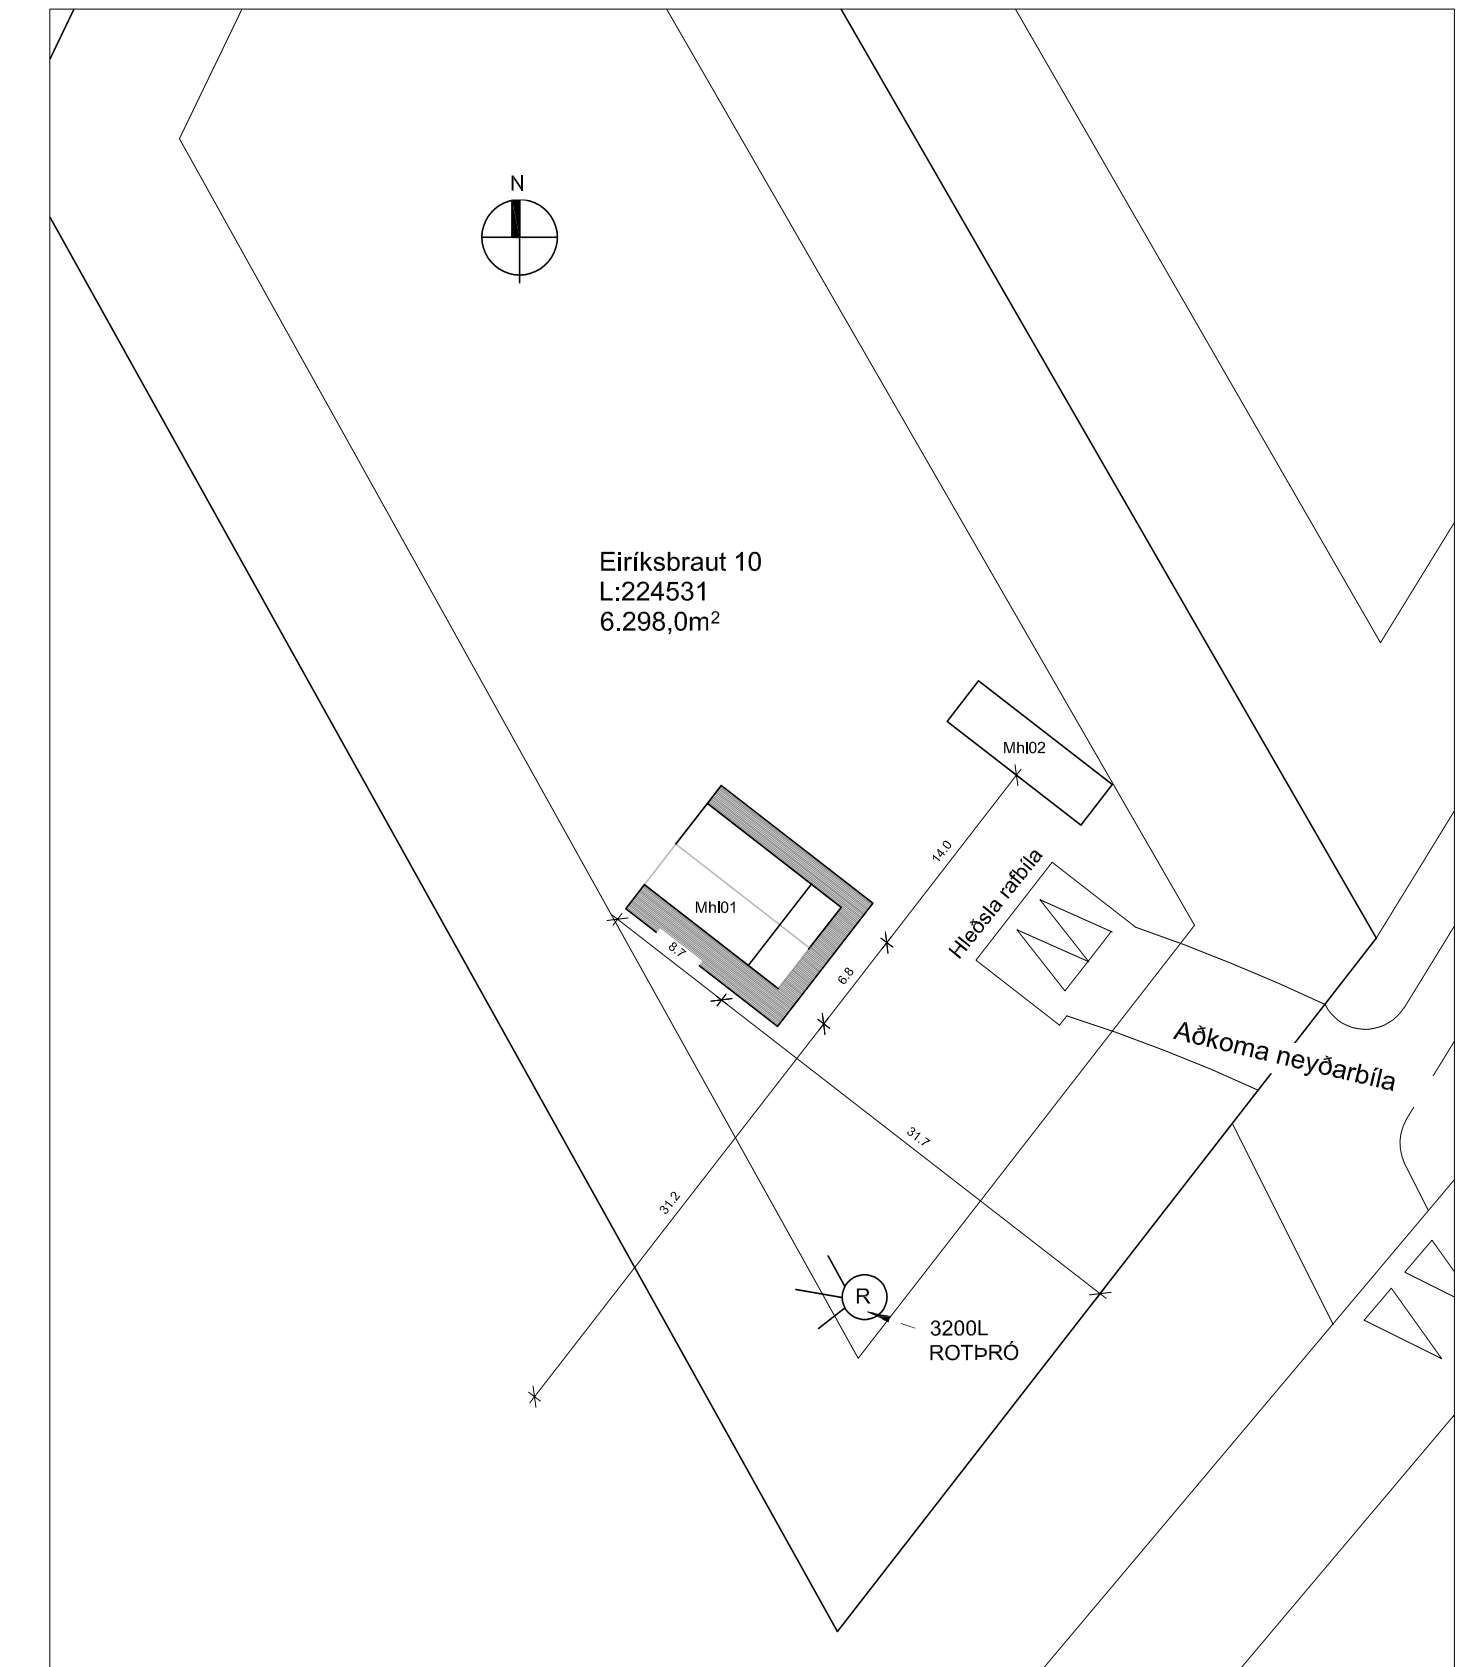 N
Eiríksbraut 10
L:224531
6.298,0m²
Mhl02
14.0
Hleðsla rafbíla
Mhl01
8.7
6.8
Aðkoma neyðarbíla
31.7
31.2
R
3200L
ROTÞRÓ